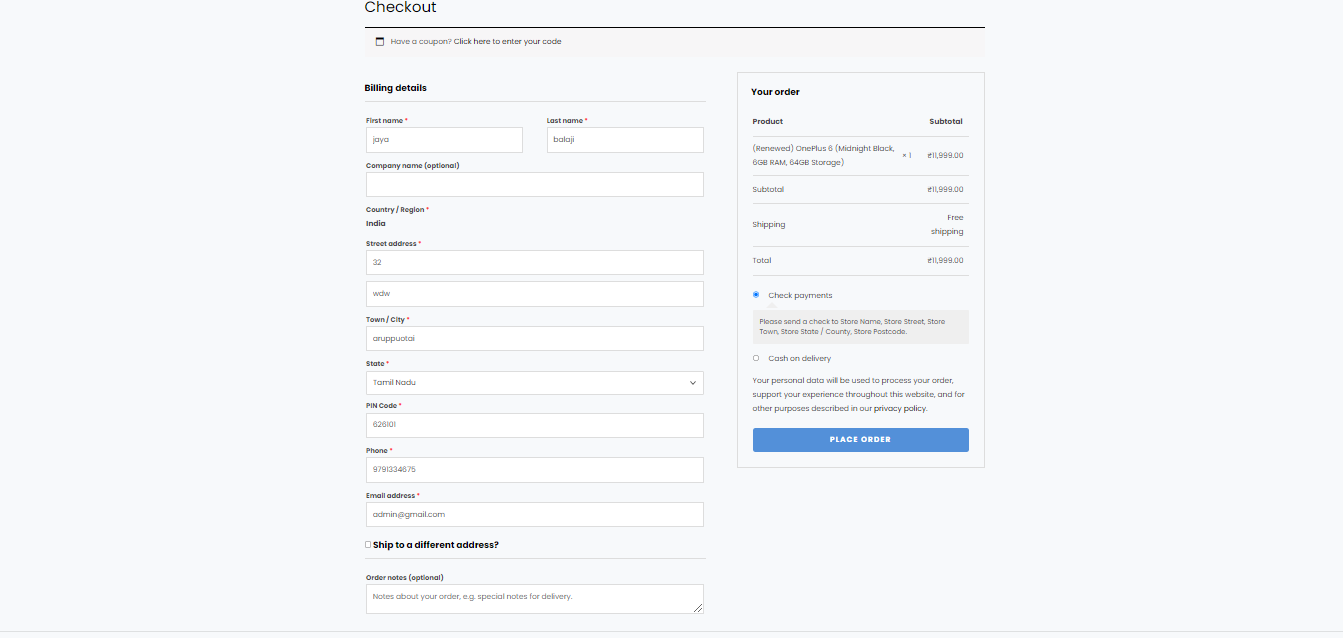 Checkout
Have a coupon? Click here to enter your code
Billing details
First name *
Last name *
jaya
balaji
Company name (optional)
Country / Region *
India
Street address *
32
wdw
Town / City *
aruppuotai
State *
Tamil Nadu
PIN Code *
626101
Phone *
9791334675
Email address *
admin@gmail.com
Ship to a different address?
Order notes (optional)
Notes about your order, e.g. special notes for delivery.
Your order
Product Subtotal
(Renewed) OnePlus 6 (Midnight Black,
6GB RAM, 64GB Storage)
× 1 ₹11,999.00
Subtotal ₹11,999.00
Shipping
Free
shipping
Total ₹11,999.00
Check payments
Please send a check to Store Name, Store Street, Store
Town, Store State / County, Store Postcode.
Cash on delivery
Your personal data will be used to process your order,
support your experience throughout this website, and for
other purposes described in our privacy policy.
PLACE ORDER